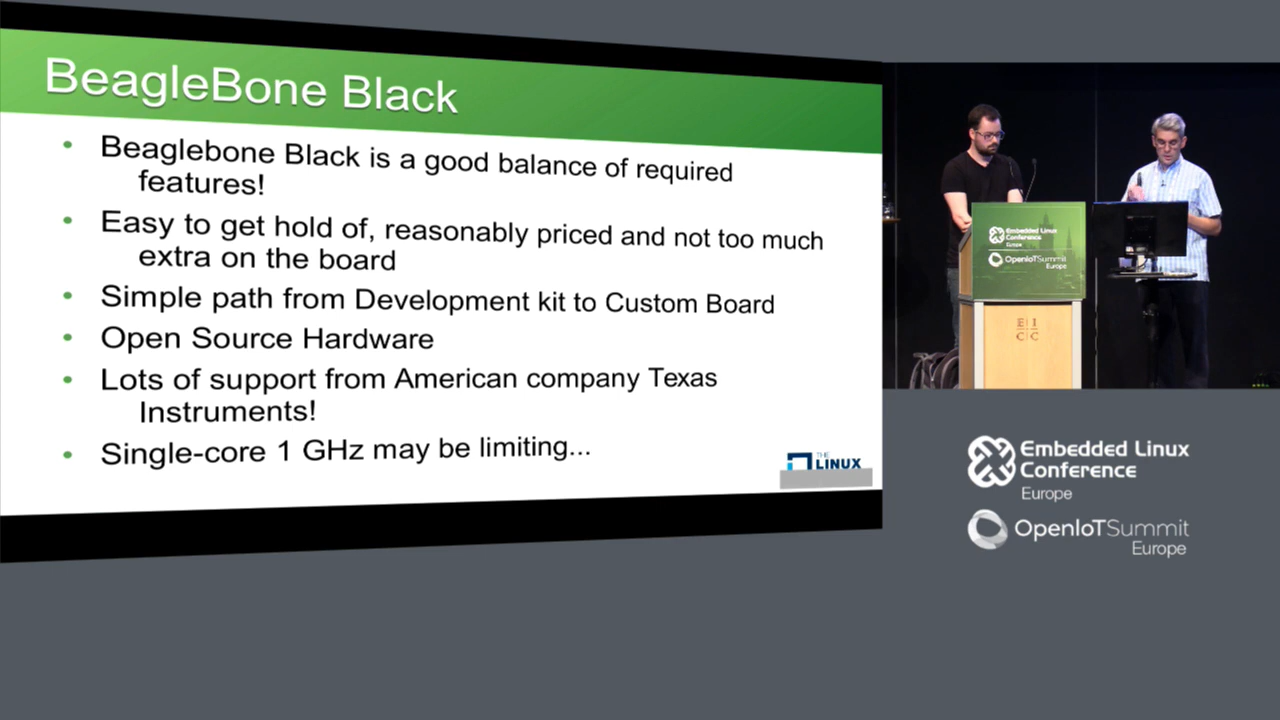 BeagleBone Black
• Beaglebone Black is a good balance of required
features!
• Easy to get hold of, reasonably priced and not too much
extra on the board
• Simple path from Development kit to Custom Board
• Open Source Hardware
• Lots of support from American company Texas
Instruments!
• Single-core 1 GHz may be limiting...
THE
LINUX
Embedded Linux
Conference
Europe
OpenIoTSummit
Europe
E I
C C
Embedded Linux
Conference
Europe
OpenIoTSummit
Europe